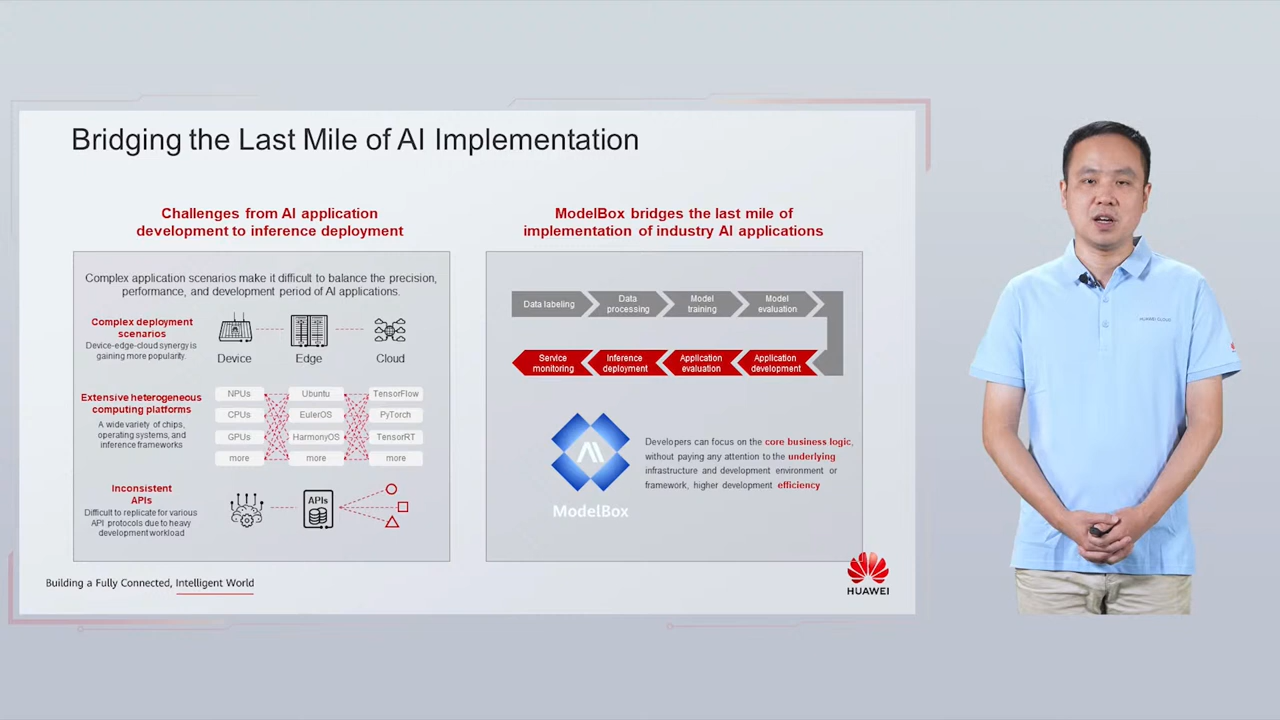 Bridging the Last Mile of AI Implementation
Challenges from AI application
development to inference deployment
Complex application scenarios make it difficult to balance the precision,
performance, and development period of AI applications.
Complex deployment
scenarios
Device-edge-cloud synergy is
gaining more popularity.
Device
Edge
Cloud
Extensive heterogeneous
computing platforms
A wide variety of chips,
operating systems, and
inference frameworks
NPUs
Ubuntu
TensorFlow
CPUs
EulerOS
PyTorch
GPUs
HarmonyOS
TensorRT
more
more
more
Inconsistent
APIs
Difficult to replicate for various
API protocols due to heavy
development workload
APIs
ModelBox bridges the last mile of
implementation of industry AI applications
Data labeling
Data
processing
Model
training
Model
evaluation
Service
monitoring
Inference
deployment
Application
evaluation
Application
development
ModelBox
Developers can focus on the core business logic,
without paying any attention to the underlying
infrastructure and development environment or
framework, higher development efficiency
Building a Fully Connected, Intelligent World
HUAWEI
HUAWEI CLOUD